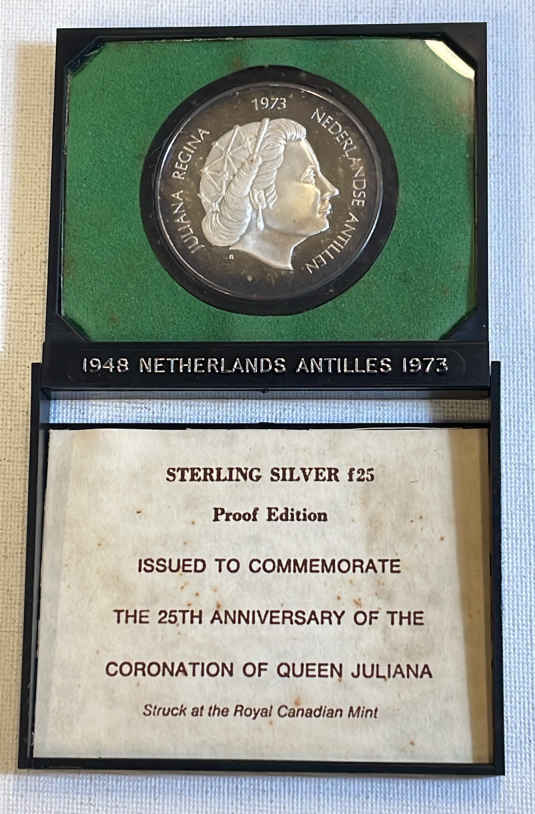 1973
JULIANA REGINA
NEDERLANDSE ANTILLEN
1948 NETHERLANDS ANTILLES 1973
STERLING SILVER f25
Proof Edition
ISSUED TO COMMEMORATE
THE 25TH ANNIVERSARY OF THE
CORONATION OF QUEEN JULIANA
Struck at the Royal Canadian Mint